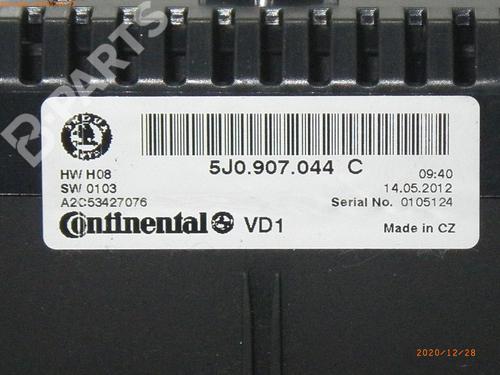 B-PARTS
SKODA
AUTO
5J0.907.044 C
HW H08
SW 0103
A2C53427076
09:40
14.05.2012
Serial No. 0105124
Continental VD1
Made in CZ
2020/12/28